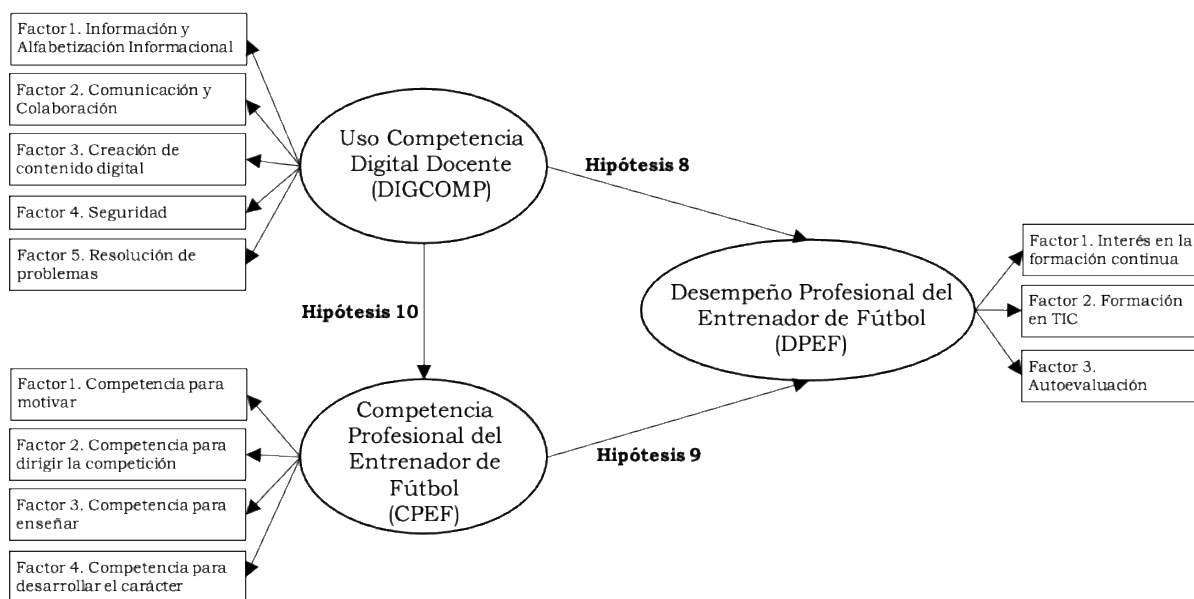 Factor 1. Información y
Alfabetización Informacional
Factor 2. Comunicación y
Colaboración
Factor 3. Creación de
contenido digital
Factor 4. Seguridad
Factor 5. Resolución de
problemas
Uso Competencia
Digital Docente
(DIGCOMP)
Hipótesis 8
Hipótesis 10
Desempeño Profesional del
Entrenador de Fútbol
(DPEF)
Factor 1. Interés en la
formación continua
Factor 2. Formación
en TIC
Factor 3.
Autoevaluación
Factor 1. Competencia para
motivar
Factor 2. Competencia para
dirigir la competición
Factor 3. Competencia para
enseñar
Factor 4. Competencia para
desarrollar el carácter
Competencia
Profesional del
Entrenador de
Fútbol
(CPEF)
Hipótesis 9